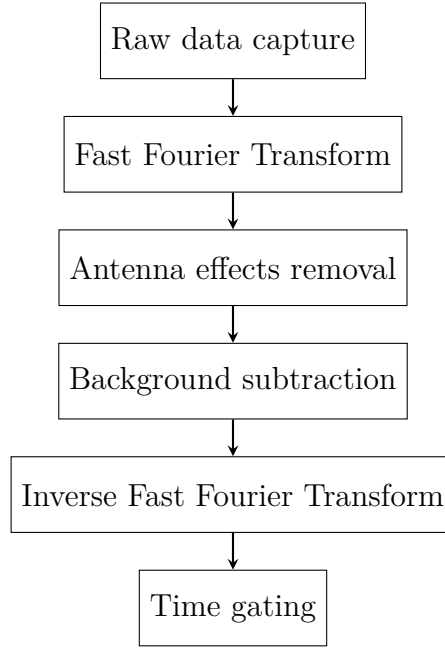 Raw data capture
Fast Fourier Transform
Antenna effects removal
Background subtraction
Inverse Fast Fourier Transform
Time gating